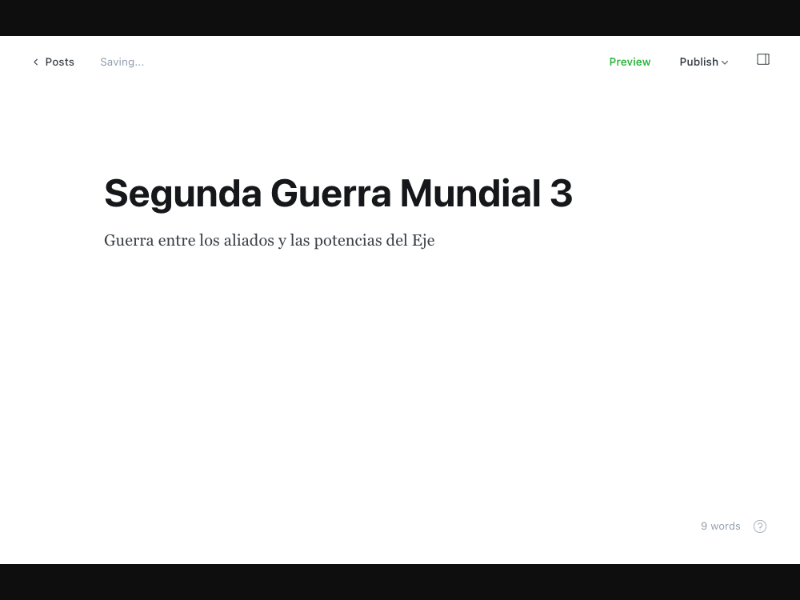 Posts Saving... Preview Publish
Segunda Guerra Mundial 3
Guerra entre los aliados y las potencias del Eje
9 words ?